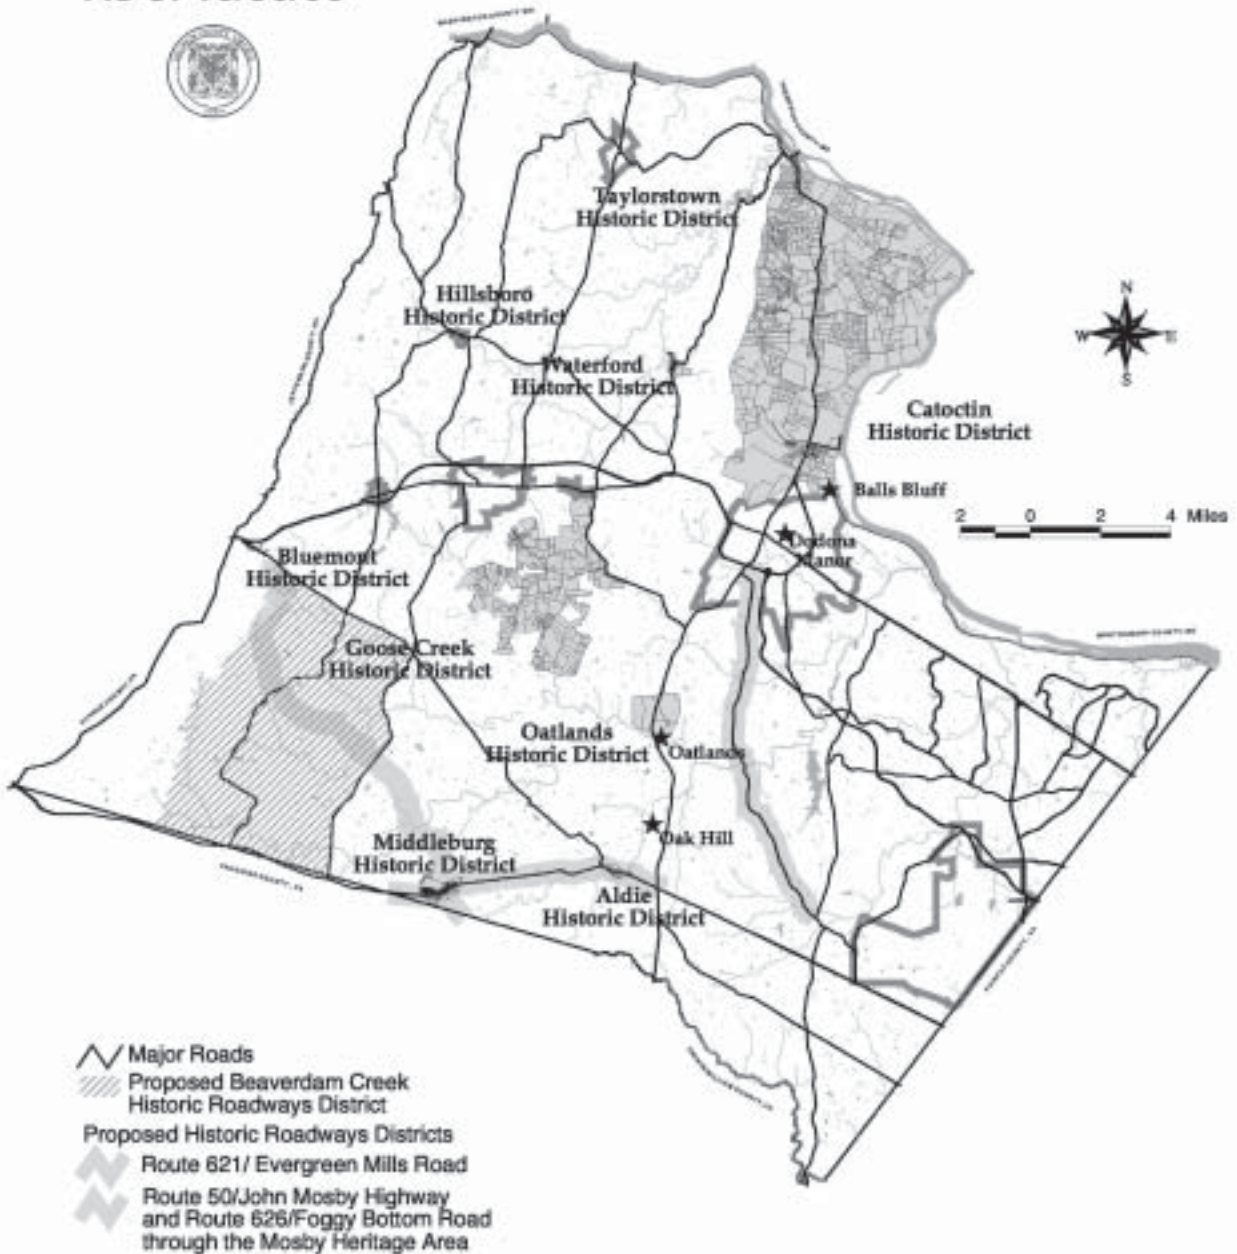 Taylorstown
Historic District
Hillsboro
Historic District
N
W
E
S
Waterford
Historic District
Catoctin
Historic District
Balls Bluff
2 0 2 4 Miles
Dodona
Manor
Bluemont
Historic District
Goose Creek
Historic District
Oatlands
Historic District
Oatlands
Oak Hill
Middleburg
Historic District
Aldie
Historic District
Major Roads
Proposed Beaverdam Creek
Historic Roadways District
Proposed Historic Roadways Districts
Route 621/ Evergreen Mills Road
Route 50/John Mosby Highway
and Route 626/Foggy Bottom Road
through the Mosby Heritage Area